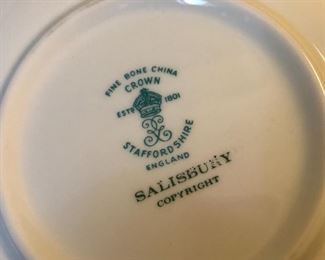 FINE BONE CHINA
CROWN
ESTD 1801
STAFFORDSHIRE
ENGLAND
SALISBURY
COPYRIGHT